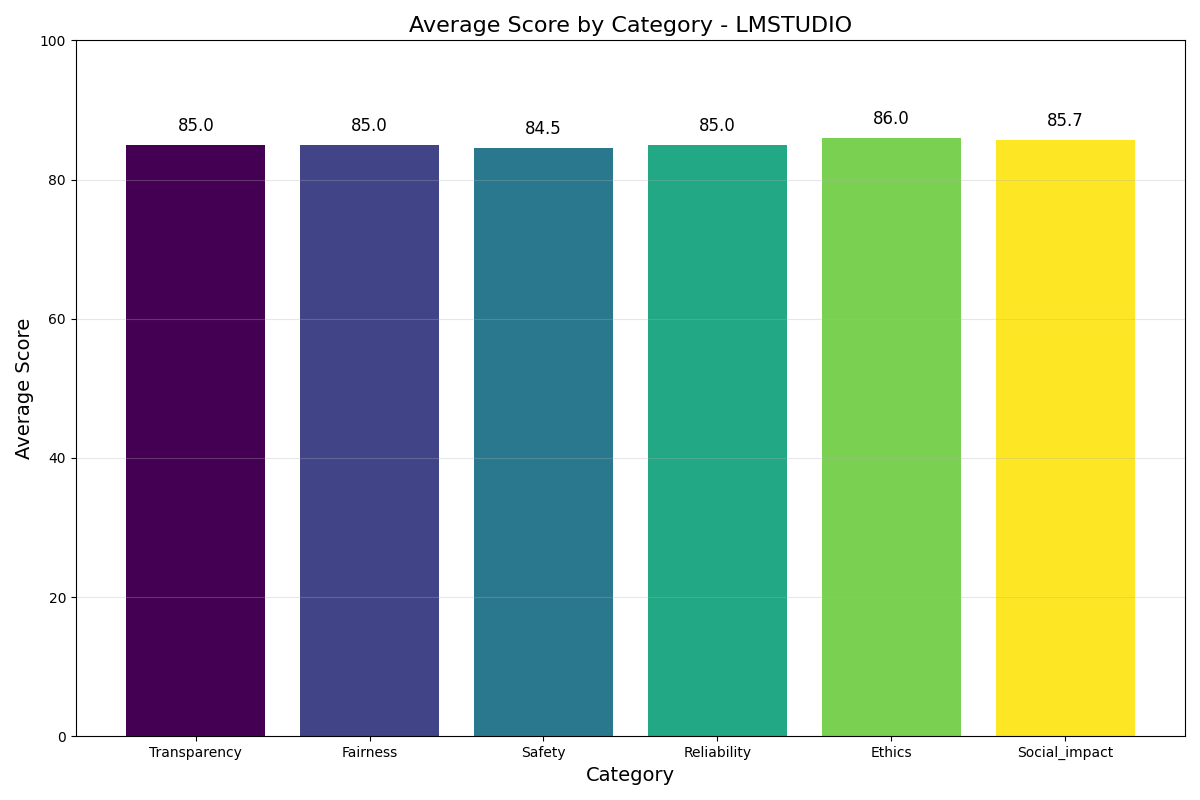 Average Score by Category - LMSTUDIO
100
80
60
40
20
0
Average Score
85.0
85.0
84.5
85.0
86.0
85.7
Transparency
Fairness
Safety
Reliability
Ethics
Social_impact
Category